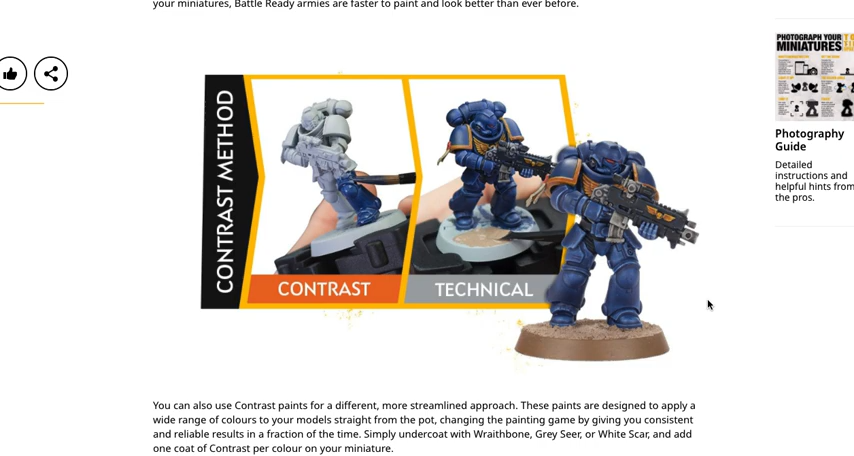 your miniatures, Battle Ready armies are faster to paint and look better than ever before.
CONTRAST METHOD
CONTRAST
TECHNICAL
You can also use Contrast paints for a different, more streamlined approach. These paints are designed to apply a
wide range of colours to your models straight from the pot, changing the painting game by giving you consistent
and reliable results in a fraction of the time. Simply undercoat with Wraithbone, Grey Seer, or White Scar, and add
one coat of Contrast per colour on your miniature.
PHOTOGRAPH YOUR
MINIATURES
Photography
Guide
Detailed
instructions and
helpful hints from
the pros.